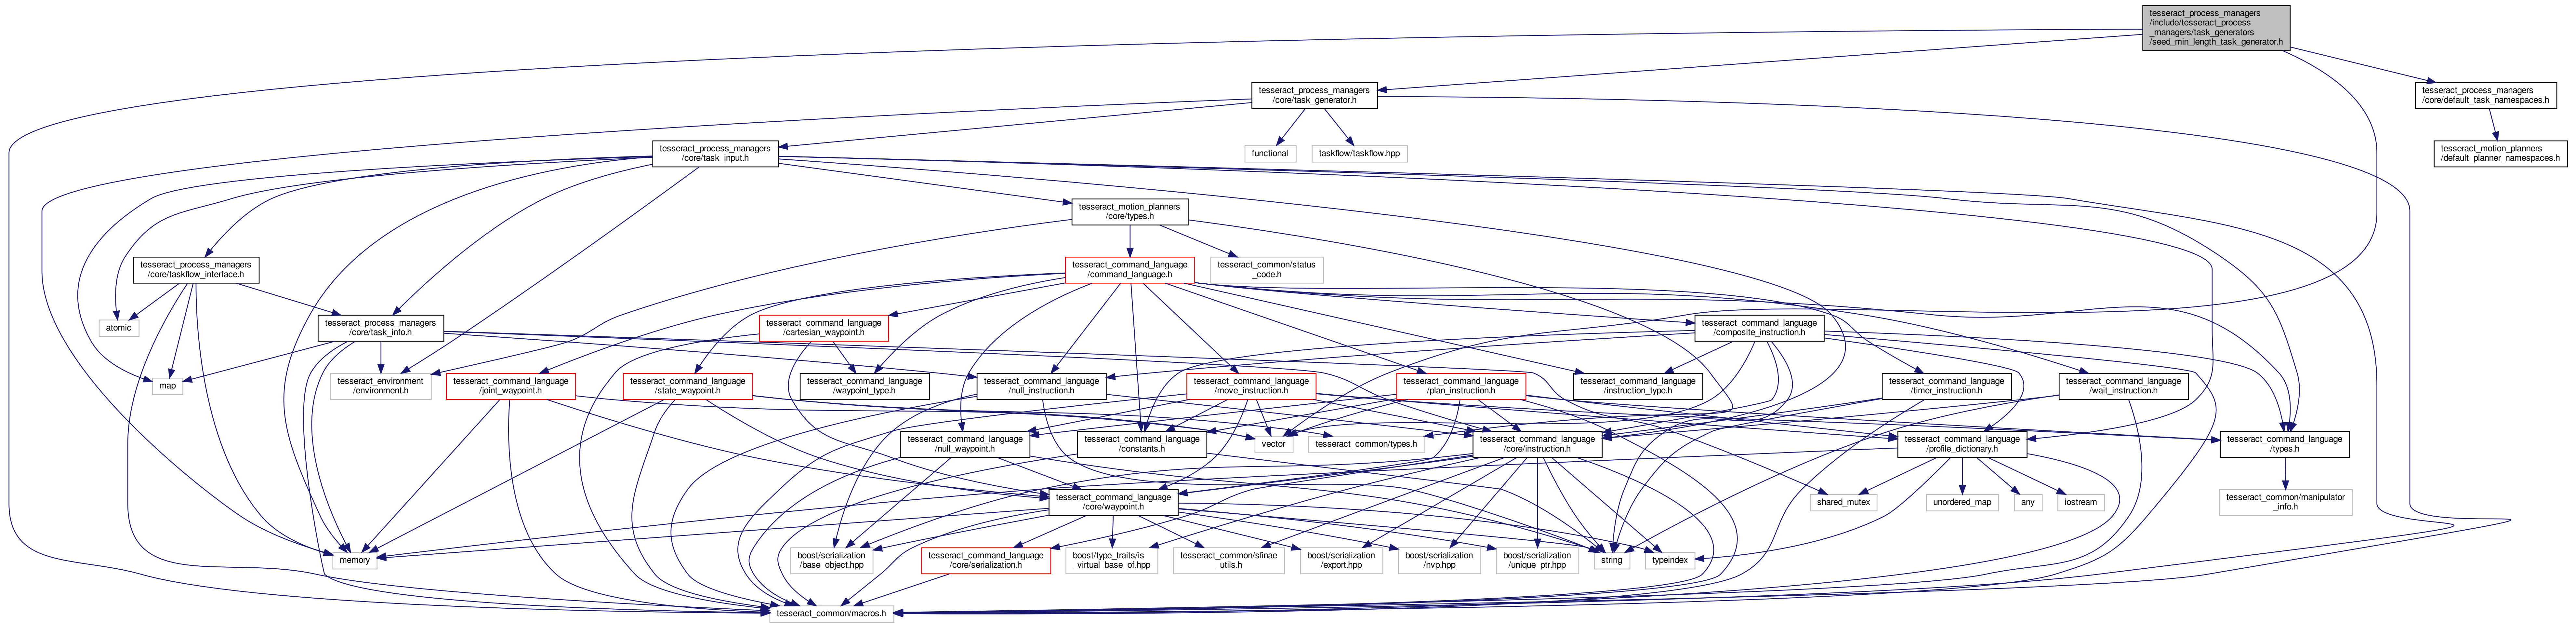 tesseract_process_managers
/include/tesseract_process
_managers/task_generators
/seed_min_length_task_generator.h
tesseract_process_managers
/core/task_generator.h
tesseract_process_managers
/core/default_task_namespaces.h
tesseract_process_managers
/core/task_input.h
functional
taskflow/taskflow.hpp
tesseract_motion_planners
/default_planner_namespaces.h
tesseract_motion_planners
/core/types.h
tesseract_process_managers
/core/taskflow_interface.h
tesseract_command_language
/command_language.h
tesseract_common/status
_code.h
atomic
tesseract_process_managers
/core/task_info.h
tesseract_command_language
/cartesian_waypoint.h
tesseract_command_language
/composite_instruction.h
map
tesseract_environment
/environment.h
tesseract_command_language
/joint_waypoint.h
tesseract_command_language
/state_waypoint.h
tesseract_command_language
/waypoint_type.h
tesseract_command_language
/null_instruction.h
tesseract_command_language
/move_instruction.h
tesseract_command_language
/plan_instruction.h
tesseract_command_language
/instruction_type.h
tesseract_command_language
/timer_instruction.h
tesseract_command_language
/wait_instruction.h
tesseract_command_language
/null_waypoint.h
tesseract_command_language
/constants.h
vector
tesseract_common/types.h
tesseract_command_language
/core/instruction.h
tesseract_command_language
/profile_dictionary.h
tesseract_command_language
/types.h
tesseract_command_language
/core/waypoint.h
shared_mutex
unordered_map
any
iostream
tesseract_common/manipulator
_info.h
memory
boost/serialization
/base_object.hpp
tesseract_command_language
/core/serialization.h
boost/type_traits/is
_virtual_base_of.hpp
tesseract_common/sfinae
_utils.h
boost/serialization
/export.hpp
boost/serialization
/nvp.hpp
boost/serialization
/unique_ptr.hpp
string
typeindex
tesseract_common/macros.h